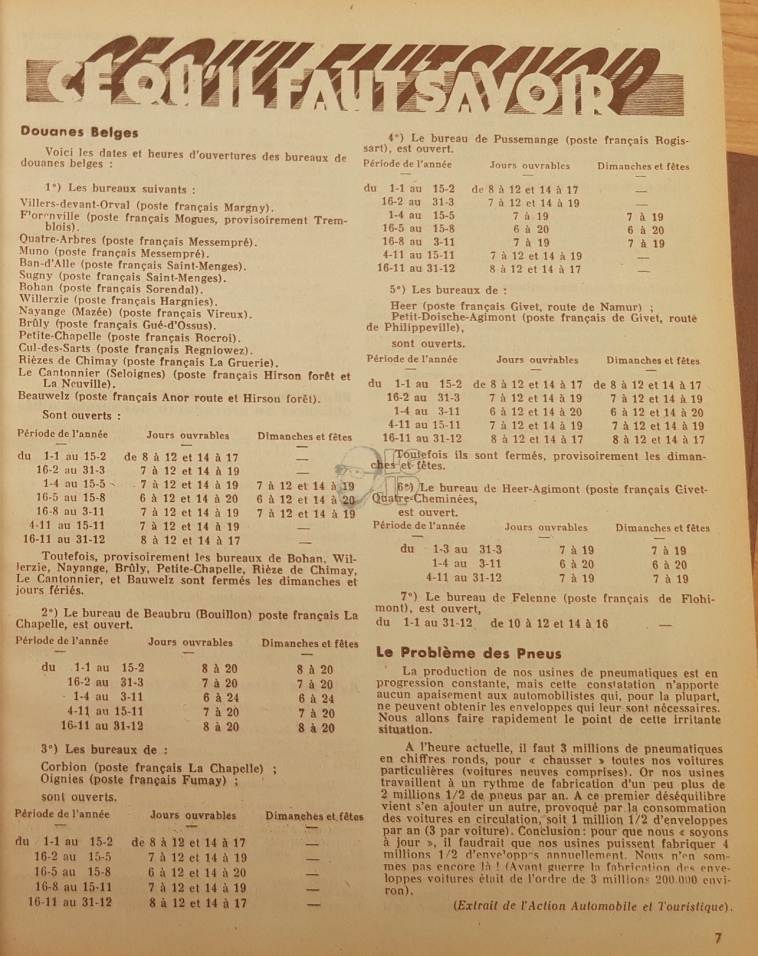 CE QU'IL FAUT SAVOIR
Douanes Belges
Voici les dates et heures d'ouvertures des bureaux de
douanes belges :
1°) Les bureaux suivants :
Villers-devant-Orval (poste français Margny).
Florenville (poste français Mogues, provisoirement Trem-
blois).
Quatre-Arbres (poste français Messempré).
Muno (poste français Messempré).
Ban-d'Alle (poste français Saint-Menges).
Sugny (poste français Saint-Menges).
Bohan (poste français Sorendal).
Willerzie (poste français Hargnies).
Nayange (Mazée) (poste français Vireux).
Brûly (poste français Gué-d'Ossus).
Petite-Chapelle (poste français Rocroi).
Cul-des-Sarts (poste français Regniowez).
Rièzes de Chimay (poste français La Gruerie).
Le Cantonnier (Seloignes) (poste français Hirson forêt et
La Neuville).
Beauwelz (poste français Anor route et Hirson forêt).
Sont ouverts :
Période de l'année Jours ouvrables Dimanches et fêtes
du 1-1 au 15-2 de 8 à 12 et 14 à 17 —
16-2 au 31-3 7 à 12 et 14 à 19 —
1-4 au 15-5 7 à 12 et 14 à 19 7 à 12 et 14 à 19
16-5 au 15-8 6 à 12 et 14 à 20 6 à 12 et 14 à 20
16-8 au 3-11 7 à 12 et 14 à 19 7 à 12 et 14 à 19
4-11 au 15-11 7 à 12 et 14 à 19 —
16-11 au 31-12 8 à 12 et 14 à 17 —
Toutefois, provisoirement les bureaux de Bohan, Wil-
lerzie, Nayange, Brûly, Petite-Chapelle, Rièze de Chimay,
Le Cantonnier, et Bauwelz sont fermés les dimanches et
jours fériés.
2°) Le bureau de Beaubru (Bouillon) poste français La
Chapelle, est ouvert.
Période de l'année Jours ouvrables Dimanches et fêtes
du 1-1 au 15-2 8 à 20 8 à 20
16-2 au 31-3 7 à 20 7 à 20
1-4 au 3-11 6 à 24 6 à 24
4-11 au 15-11 7 à 20 7 à 20
16-11 au 31-12 8 à 20 8 à 20
3°) Les bureaux de :
Corbion (poste français La Chapelle) ;
Oignies (poste français Fumay) ;
sont ouverts.
Période de l'année Jours ouvrables Dimanches et fêtes
du 1-1 au 15-2 de 8 à 12 et 14 à 17 —
16-2 au 15-5 7 à 12 et 14 à 19 —
16-5 au 15-8 6 à 12 et 14 à 20 —
16-8 au 15-11 7 à 12 et 14 à 19 —
16-11 au 31-12 8 à 12 et 14 à 17 —
4°) Le bureau de Pussemange (poste français Rogis-
sart), est ouvert.
Période de l'année Jours ouvrables Dimanches et fêtes
du 1-1 au 15-2 de 8 à 12 et 14 à 17 —
16-2 au 31-3 7 à 12 et 14 à 19 —
1-4 au 15-5 7 à 19 7 à 19
16-5 au 15-8 6 à 20 6 à 20
16-8 au 3-11 7 à 19 7 à 19
4-11 au 15-11 7 à 12 et 14 à 19 —
16-11 au 31-12 8 à 12 et 14 à 17 —
5°) Les bureaux de :
Heer (poste français Givet, route de Namur) ;
Petit-Doische-Agimont (poste français de Givet, route
de Philippeville),
sont ouverts.
Période de l'année Jours ouvrables Dimanches et fêtes
du 1-1 au 15-2 de 8 à 12 et 14 à 17 de 8 à 12 et 14 à 17
16-2 au 31-3 7 à 12 et 14 à 19 7 à 12 et 14 à 19
1-4 au 3-11 6 à 12 et 14 à 20 6 à 12 et 14 à 20
4-11 au 15-11 7 à 12 et 14 à 19 7 à 12 et 14 à 19
16-11 au 31-12 8 à 12 et 14 à 17 8 à 12 et 14 à 17
Toutefois ils sont fermés, provisoirement les diman-
ches et fêtes.
6°) Le bureau de Heer-Agimont (poste français Givet-
Quatre-Cheminées,
est ouvert.
Période de l'année Jours ouvrables Dimanches et fêtes
du 1-3 au 31-3 7 à 19 7 à 19
1-4 au 3-11 6 à 20 6 à 20
4-11 au 31-12 7 à 19 7 à 19
7°) Le bureau de Felenne (poste français de Flohi-
mont), est ouvert,
du 1-1 au 31-12 de 10 à 12 et 14 à 16 —
Le Problème des Pneus
La production de nos usines de pneumatiques est en
progression constante, mais cette constatation n'apporte
aucun apaisement aux automobilistes qui, pour la plupart,
ne peuvent obtenir les enveloppes qui leur sont nécessaires.
Nous allons faire rapidement le point de cette irritante
situation.
A l'heure actuelle, il faut 3 millions de pneumatiques
en chiffres ronds, pour « chausser » toutes nos voitures
particulières (voitures neuves comprises). Or nos usines
travaillent à un rythme de fabrication d'un peu plus de
2 millions 1/2 de pneus par an. A ce premier déséquilibre
vient s'en ajouter un autre, provoqué par la consommation
des voitures en circulation, soit 1 million 1/2 d'enveloppes
par an (3 par voiture). Conclusion : pour que nous « soyons
à jour », il faudrait que nos usines puissent fabriquer 4
millions 1/2 d'enveloppes annuellement. Nous n'en som-
mes pas encore là ! (Avant guerre la fabrication des enve-
loppes voitures était de l'ordre de 3 millions 200.000 envi-
ron).
(Extrait de l'Action Automobile et Touristique).
7